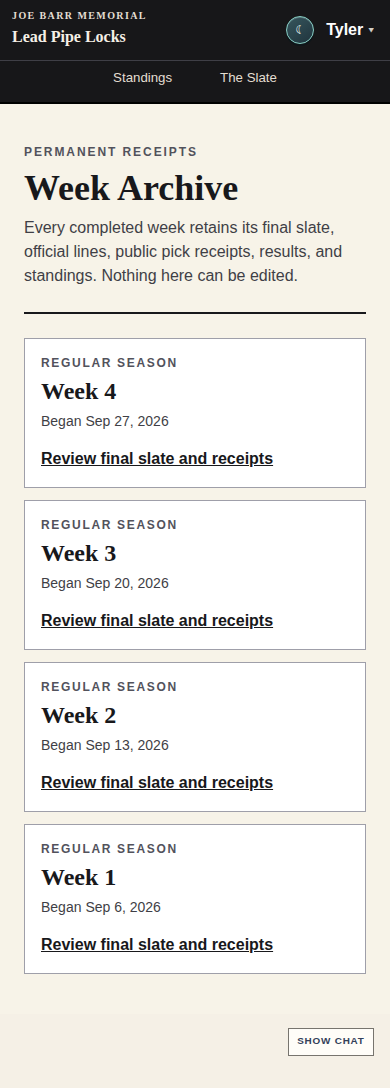 JOE BARR MEMORIAL
Lead Pipe Locks
Tyler
Standings
The Slate
PERMANENT RECEIPTS
Week Archive
Every completed week retains its final slate,
official lines, public pick receipts, results, and
standings. Nothing here can be edited.
REGULAR SEASON
Week 4
Began Sep 27, 2026
Review final slate and receipts
REGULAR SEASON
Week 3
Began Sep 20, 2026
Review final slate and receipts
REGULAR SEASON
Week 2
Began Sep 13, 2026
Review final slate and receipts
REGULAR SEASON
Week 1
Began Sep 6, 2026
Review final slate and receipts
SHOW CHAT